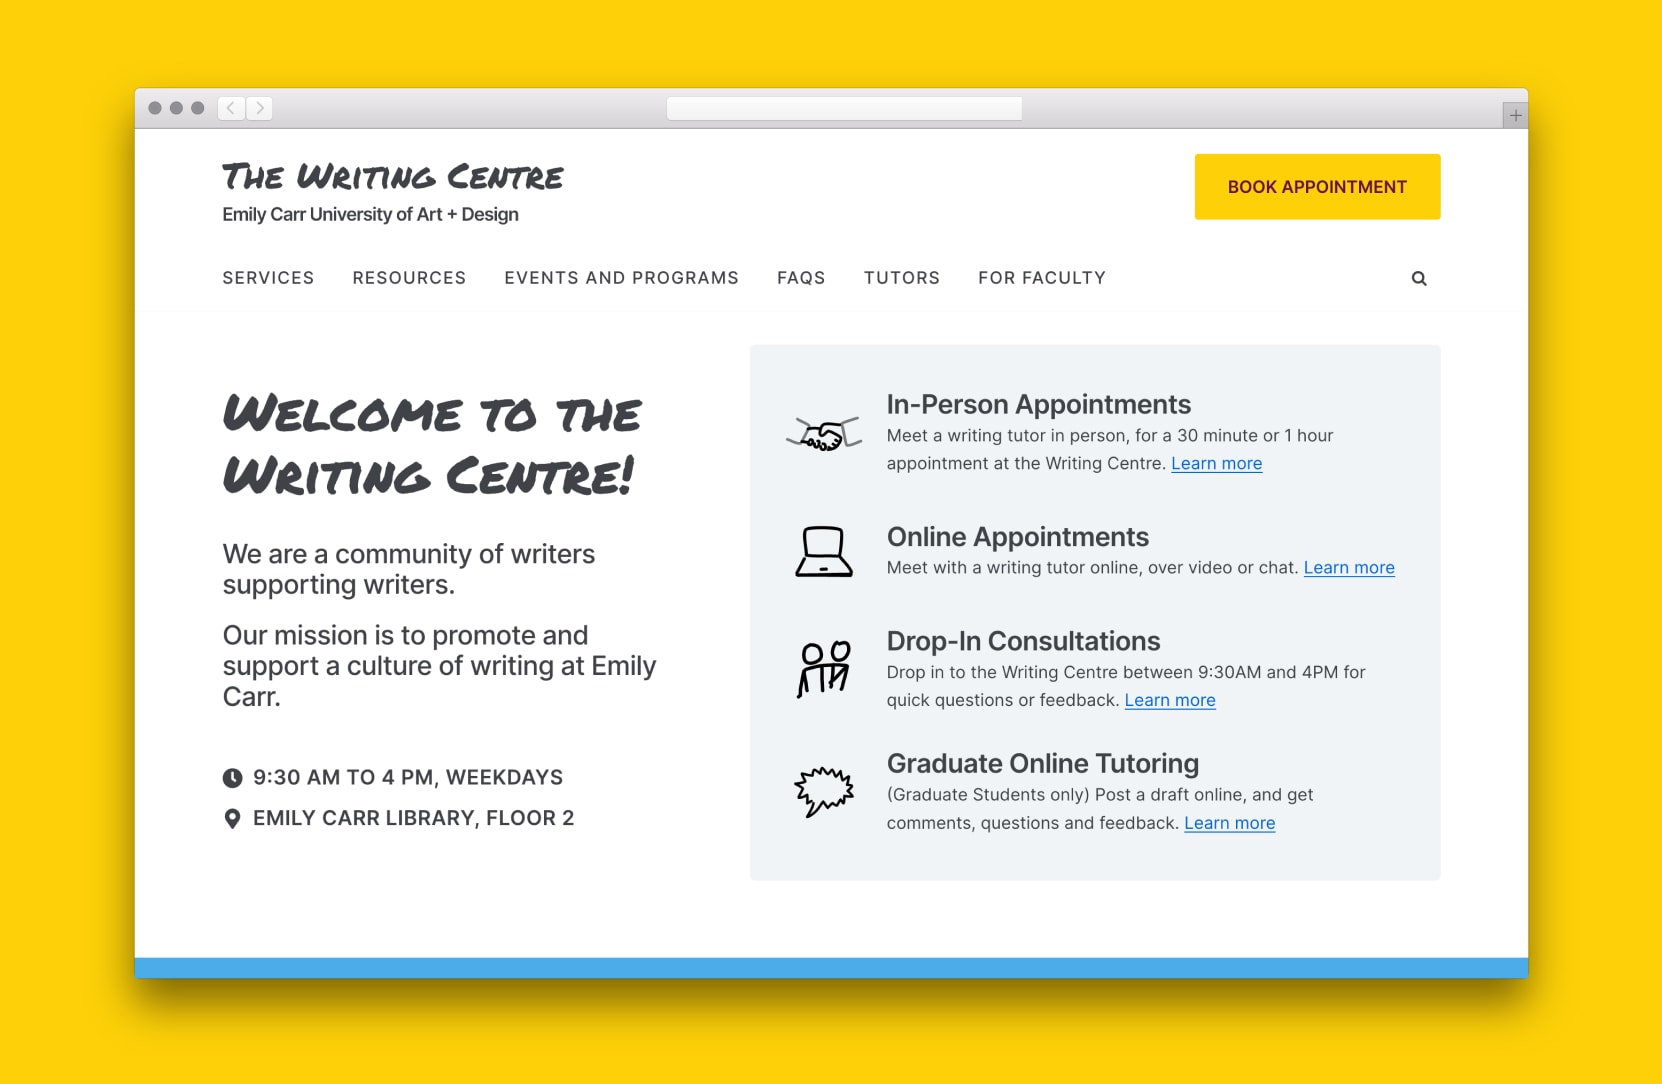 The Writing Centre
Emily Carr University of Art + Design
BOOK APPOINTMENT
SERVICES RESOURCES EVENTS AND PROGRAMS FAQS TUTORS FOR FACULTY
Welcome to the
Writing Centre!
We are a community of writers
supporting writers.
Our mission is to promote and
support a culture of writing at Emily
Carr.
9:30 AM TO 4 PM, WEEKDAYS
EMILY CARR LIBRARY, FLOOR 2
In-Person Appointments
Meet a writing tutor in person, for a 30 minute or 1 hour
appointment at the Writing Centre. Learn more
Online Appointments
Meet with a writing tutor online, over video or chat. Learn more
Drop-In Consultations
Drop in to the Writing Centre between 9:30AM and 4PM for
quick questions or feedback. Learn more
Graduate Online Tutoring
(Graduate Students only) Post a draft online, and get
comments, questions and feedback. Learn more